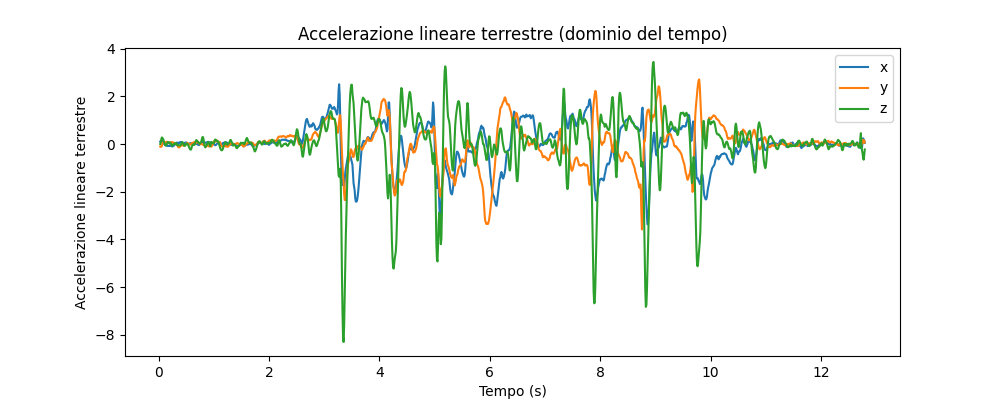 Accelerazione lineare terrestre (dominio del tempo)
Accelerazione lineare terrestre
4
2
0
−2
−4
−6
−8
x
y
z
0 2 4 6 8 10 12
Tempo (s)